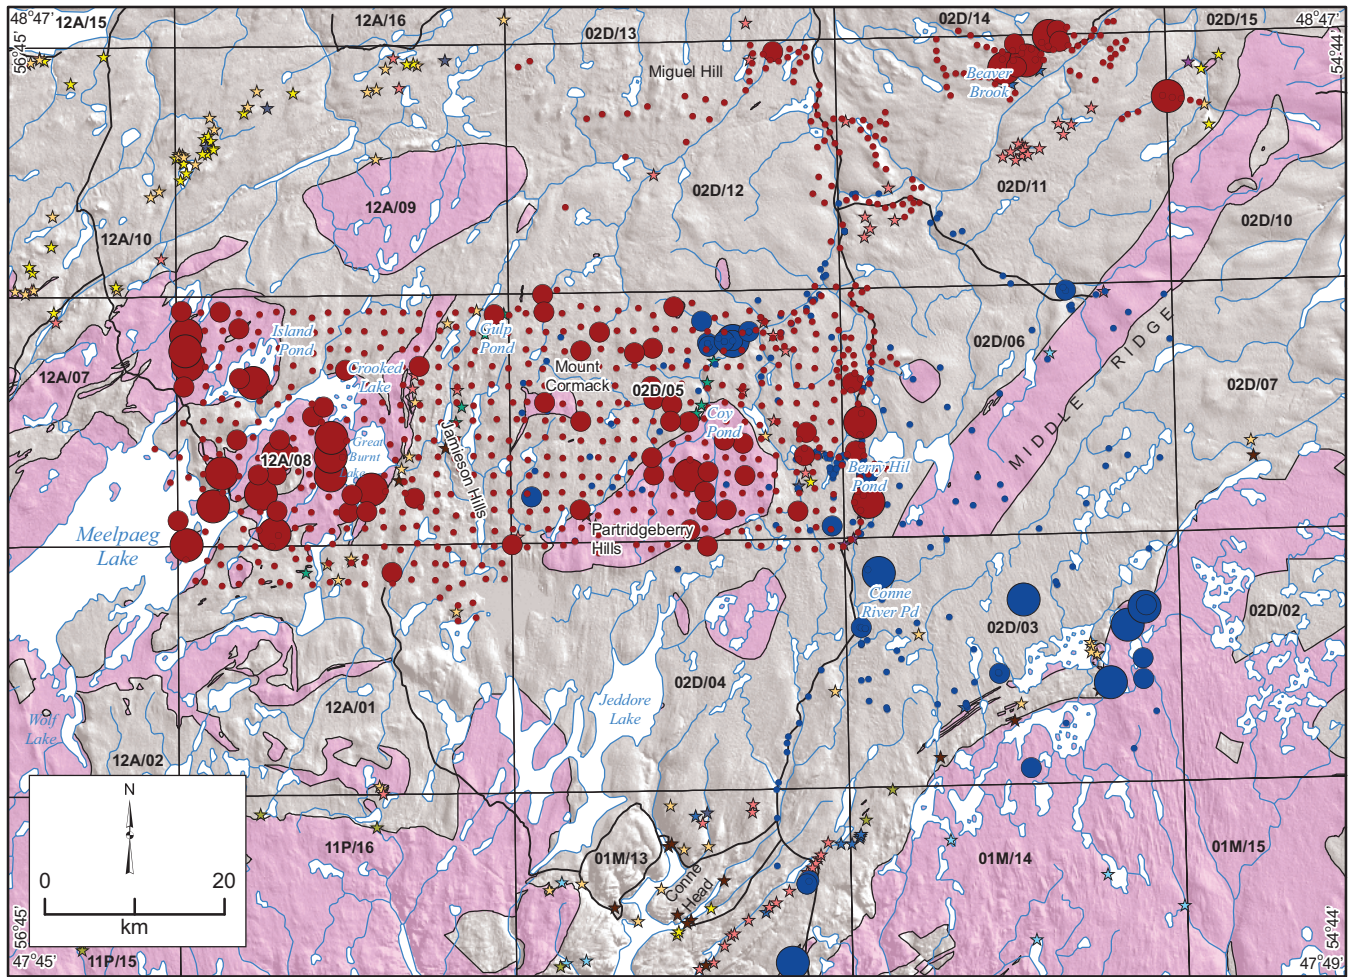 48°47'
12A/15
12A/16
02D/13
02D/14
02D/15
48°47'
56°45'
54°44'
Miguel Hill
Beaver
Brook
12A/09
02D/12
02D/11
12A/10
02D/10
Island
Pond
Gulp
Pond
Crooked
Lake
Mount
Cormack
02D/05
02D/06
MIDDLE RIDGE
02D/07
12A/07
Coy
Pond
Great
Burnt
Lake
12A/08
Jamieson Hills
Berry Hil
Pond
Meelpaeg
Lake
Partridgeberry
Hills
Conne
River Pd
02D/03
02D/02
02D/04
Jeddore
Lake
12A/01
Wolf
Lake
12A/02
N
0 20
km
11P/16
01M/13
Conne
Head
01M/14
01M/15
56°45'
47°45'
11P/15
54°44'
47°49'